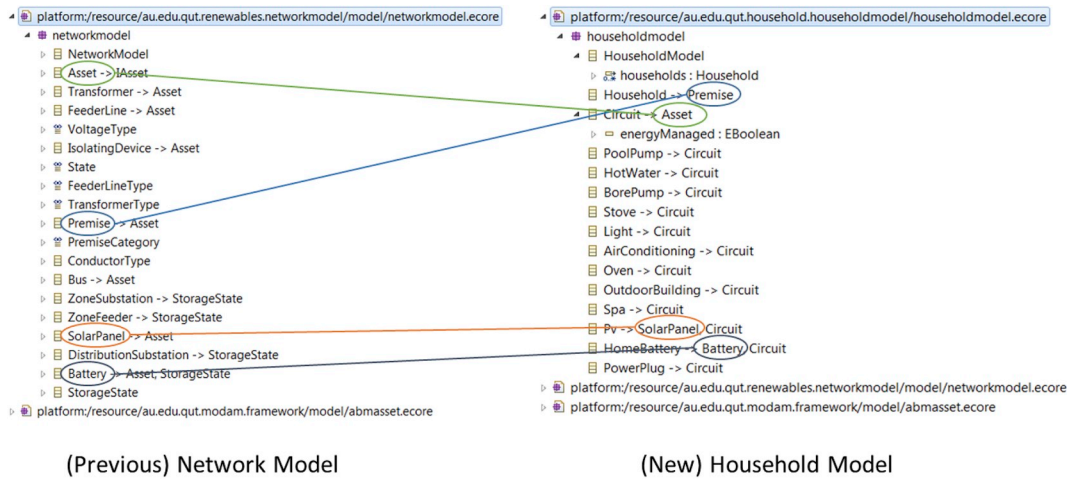 platform:/resource/au.edu.qut.renewables.networkmodel/model/networkmodel.ecore
networkmodel
NetworkModel
Asset -> IAsset
Transformer -> Asset
FeederLine -> Asset
VoltageType
IsolatingDevice -> Asset
State
FeederLineType
TransformerType
Premise -> Asset
PremiseCategory
ConductorType
Bus -> Asset
ZoneSubstation -> StorageState
ZoneFeeder -> StorageState
SolarPanel -> Asset
DistributionSubstation -> StorageState
Battery -> Asset, StorageState
StorageState
platform:/resource/au.edu.qut.modam.framework/model/abmasset.ecore
(Previous) Network Model
platform:/resource/au.edu.qut.household.householdmodel/householdmodel.ecore
householdmodel
HouseholdModel
households : Household
Household -> Premise
Circuit -> Asset
energyManaged : EBoolean
PoolPump -> Circuit
HotWater -> Circuit
BorePump -> Circuit
Stove -> Circuit
Light -> Circuit
AirConditioning -> Circuit
Oven -> Circuit
OutdoorBuilding -> Circuit
Spa -> Circuit
Pv -> SolarPanel, Circuit
HomeBattery -> Battery, Circuit
PowerPlug -> Circuit
platform:/resource/au.edu.qut.renewables.networkmodel/model/networkmodel.ecore
platform:/resource/au.edu.qut.modam.framework/model/abmasset.ecore
(New) Household Model